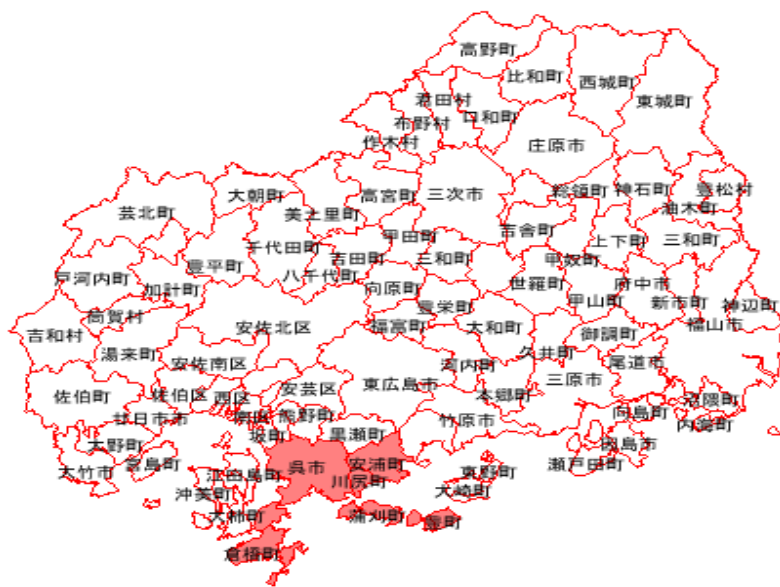 高野町
比和町
西城町
東城町
君田村
口和町
布野村
作木村
庄原市
大朝町
高宮町
三次市
総領町
神石町
豊松村
油木町
芸北町
美土里町
吉舎町
甲田町
千代田町
上下町
三和町
豊平町
吉田町
三和町
甲奴町
戸河内町
八千代町
加計町
向原町
世羅町
府中市
豊栄町
甲山町
新市町
神辺町
筒賀村
安佐北区
福富町
大和町
福山市
吉和村
御調町
湯来町
久井町
安佐南区
河内町
尾道市
三原市
佐伯町
佐伯区
西区
安芸区
東広島市
本郷町
沼隈町
廿日市市
熊野町
向島町
竹原市
内海町
坂町
黒瀬町
大野町
因島市
宮島町
呉市
安浦町
瀬戸田町
大竹市
江田島町
東野町
川尻町
沖美町
大崎町
大柿町
蒲刈町
豊町
倉橋町